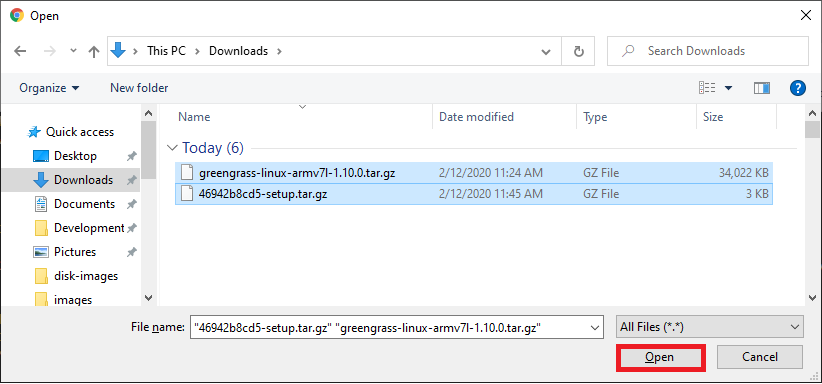 Open
This PC > Downloads >
Search Downloads
Organize New folder
?
Name Date modified Type Size
Quick access
Desktop
Downloads
Documents
Development
Pictures
disk-images
images
Today (6)
greengrass-linux-armv7l-1.10.0.tar.gz 2/12/2020 11:24 AM GZ File 34,022 KB
46942b8cd5-setup.tar.gz 2/12/2020 11:45 AM GZ File 3 KB
File name: "46942b8cd5-setup.tar.gz" "greengrass-linux-armv7l-1.10.0.tar.gz" All Files (*.*)
Open Cancel